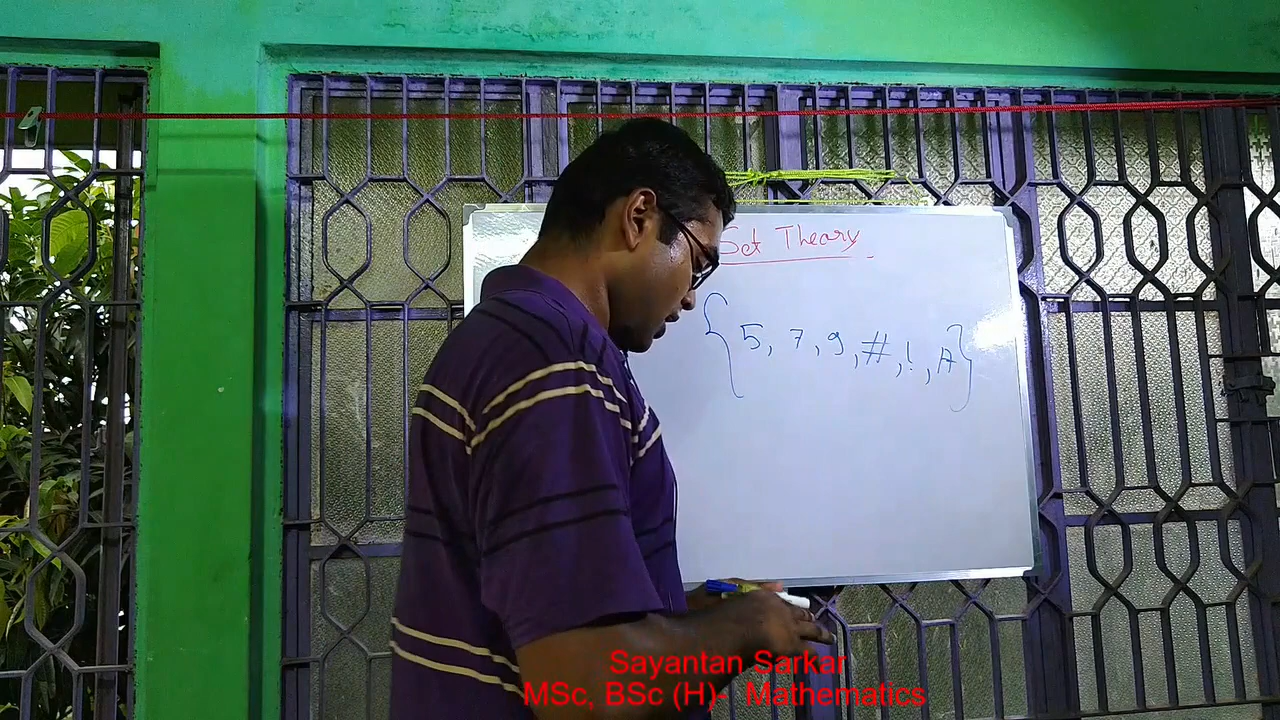 Set Theory
{5, 7, 9, #, !, A}
Sayantan Sarkar
MSc, BSc (H)- Mathematics